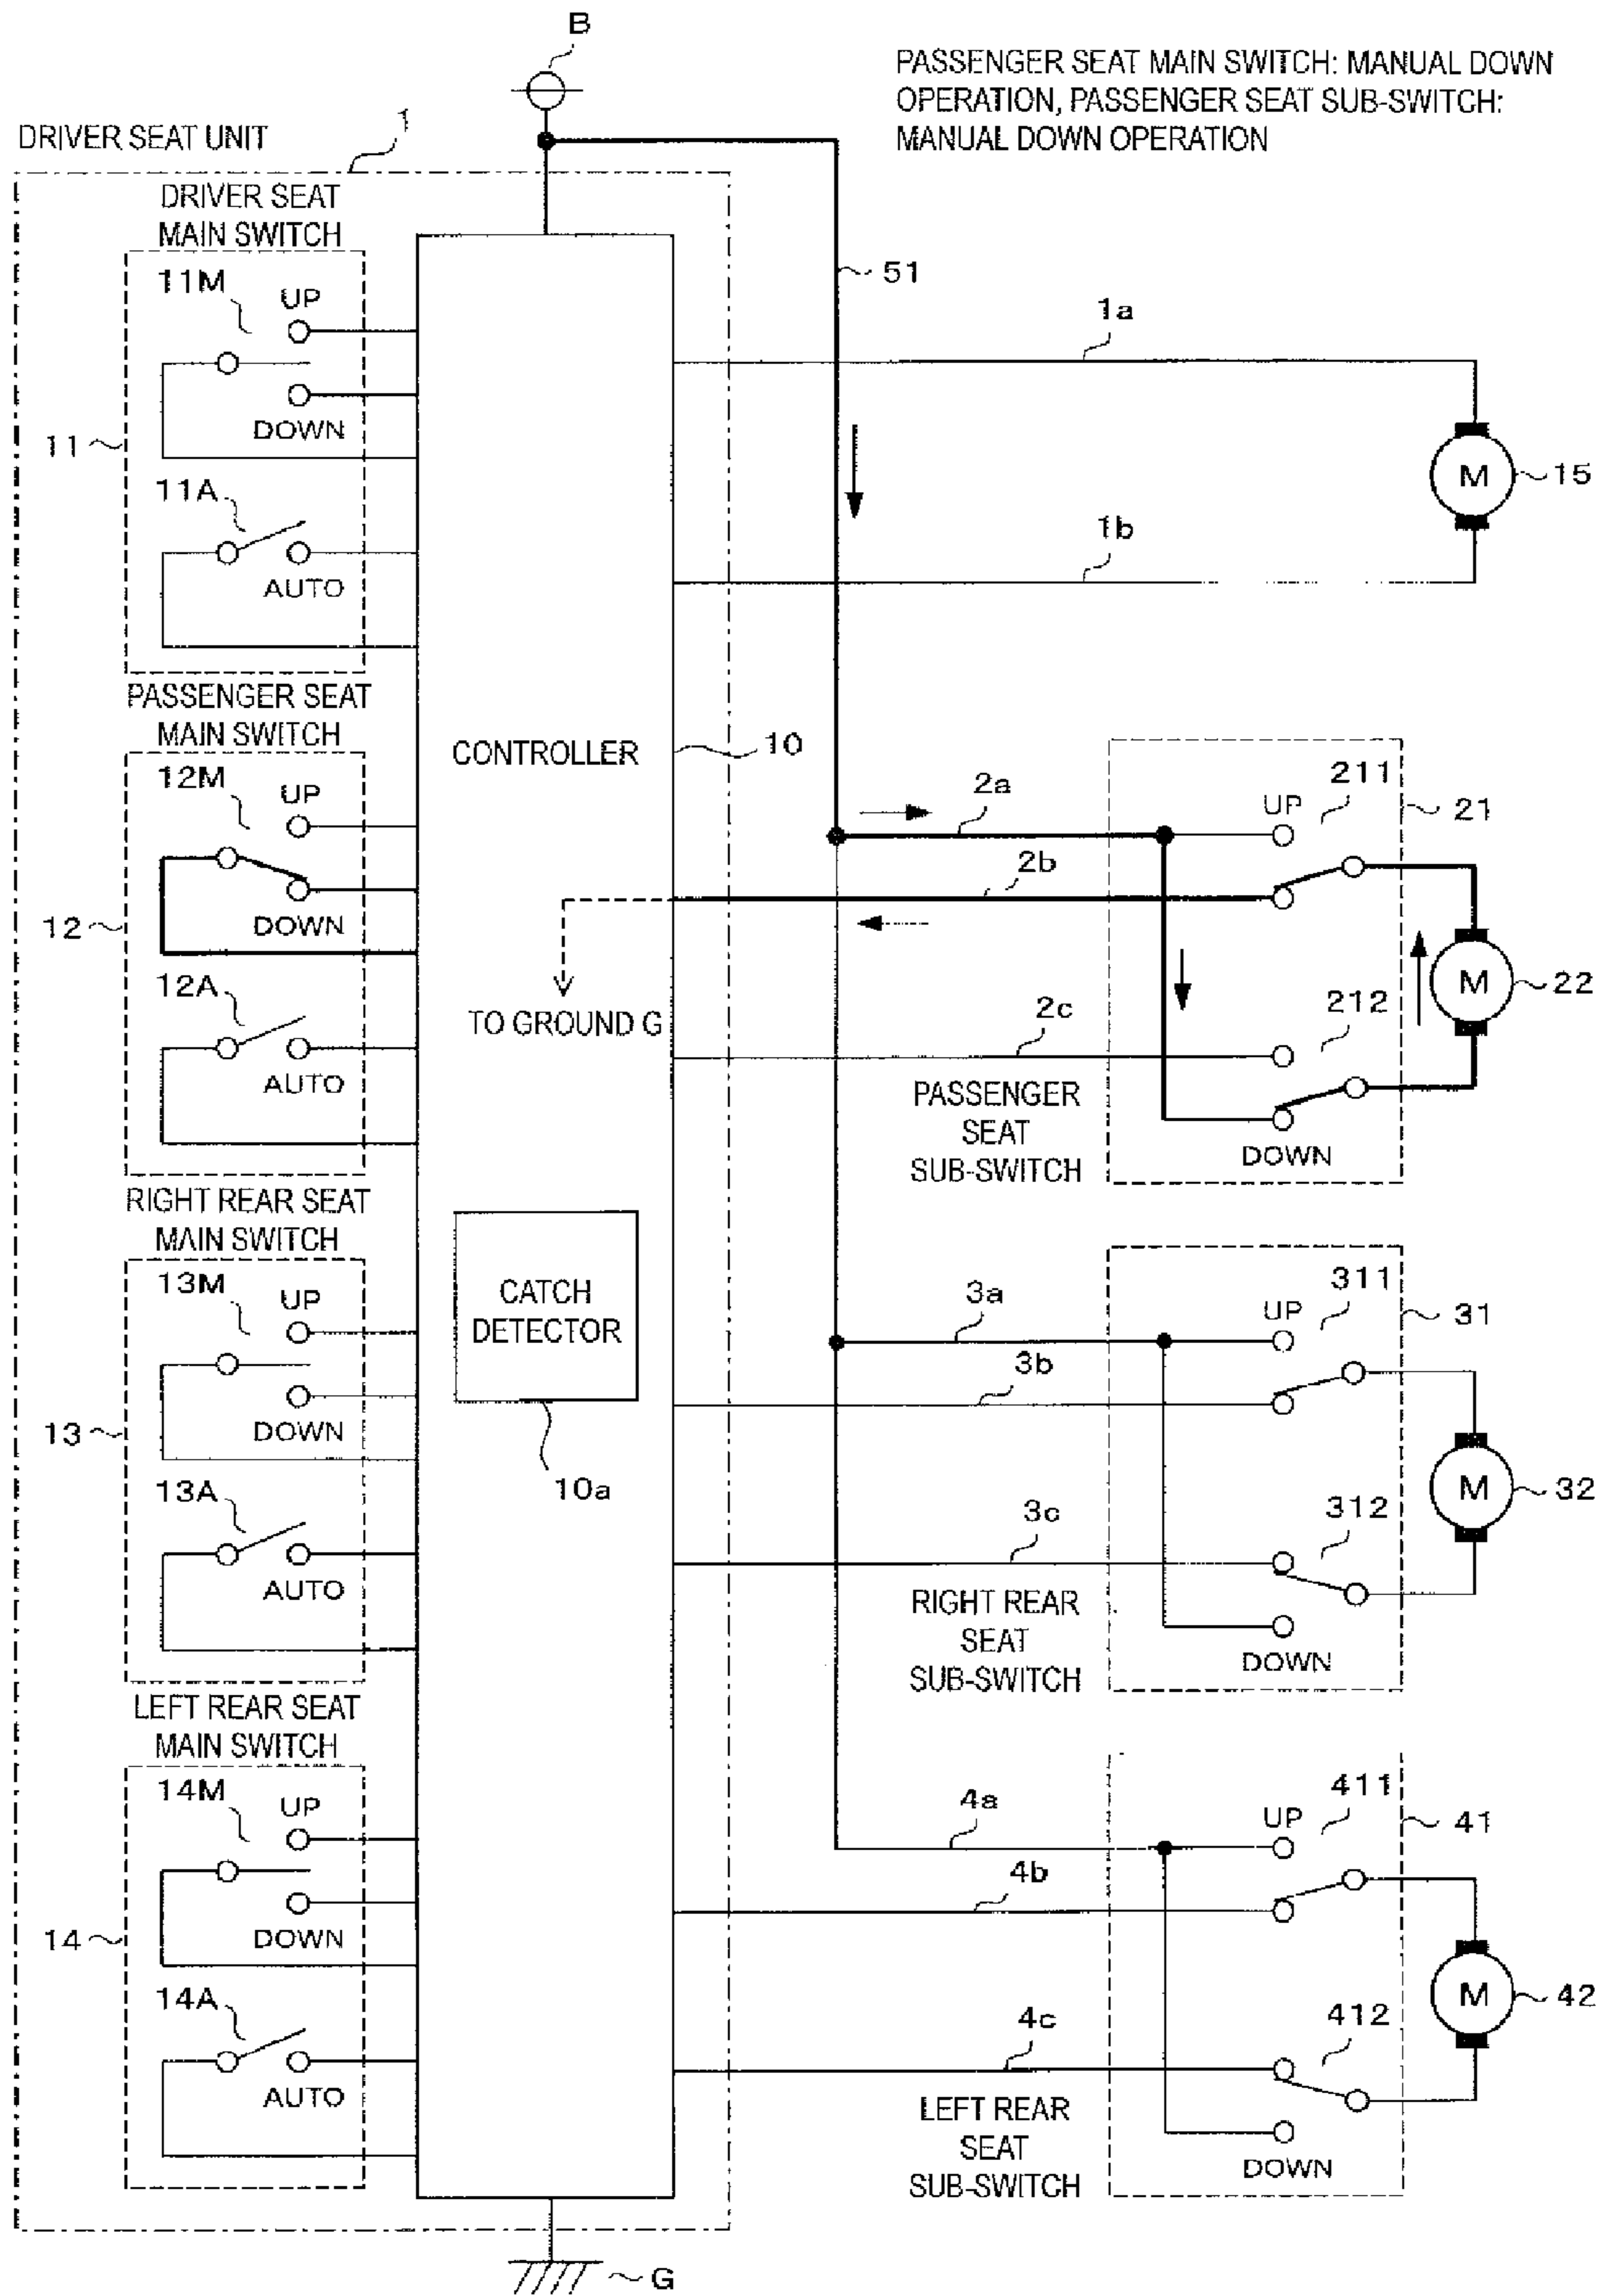 B
PASSENGER SEAT MAIN SWITCH: MANUAL DOWN
OPERATION, PASSENGER SEAT SUB-SWITCH:
MANUAL DOWN OPERATION
DRIVER SEAT UNIT
1
DRIVER SEAT
MAIN SWITCH
11M
UP
DOWN
11
11A
AUTO
51
1a
M
15
1b
PASSENGER SEAT
MAIN SWITCH
12M
UP
DOWN
12
12A
AUTO
CONTROLLER
10
TO GROUND G
2a
2b
2c
UP
211
21
212
M
22
PASSENGER
SEAT
SUB-SWITCH
DOWN
RIGHT REAR SEAT
MAIN SWITCH
13M
UP
DOWN
13
13A
AUTO
CATCH
DETECTOR
10a
3a
3b
3c
UP
311
31
312
M
32
RIGHT REAR
SEAT
SUB-SWITCH
DOWN
LEFT REAR SEAT
MAIN SWITCH
14M
UP
DOWN
14
14A
AUTO
4a
4b
4c
UP
411
41
412
M
42
LEFT REAR
SEAT
SUB-SWITCH
DOWN
G